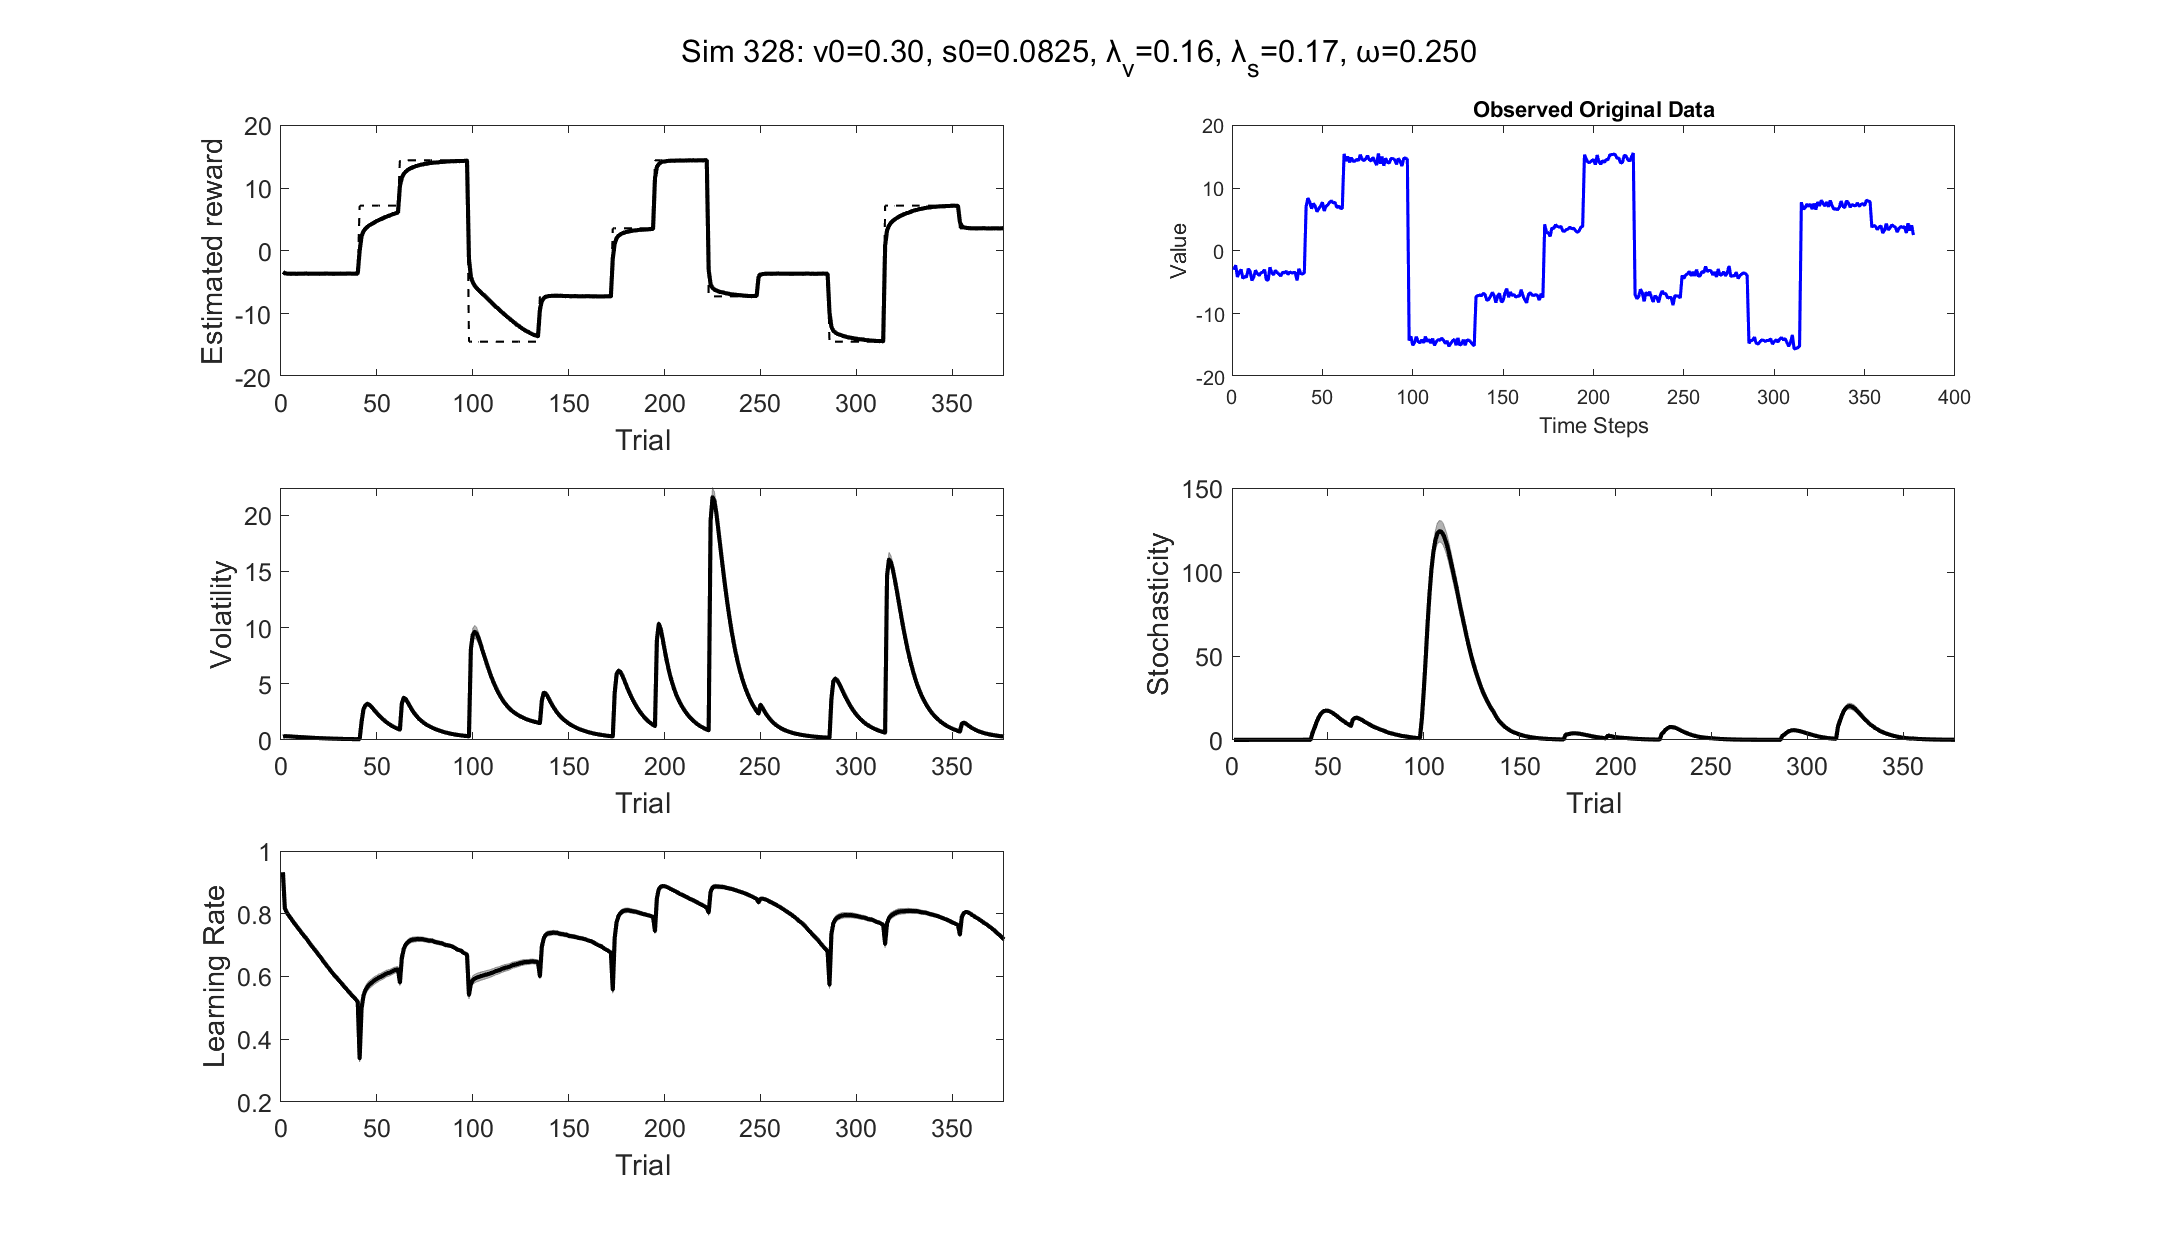 Sim 328: v0=0.30, s0=0.0825, λv=0.16, λs=0.17, ω=0.250
Estimated reward
20
10
0
-10
-20
0 50 100 150 200 250 300 350
Trial
Observed Original Data
Value
20
10
0
-10
-20
0 50 100 150 200 250 300 350 400
Time Steps
Volatility
20
15
10
5
0
0 50 100 150 200 250 300 350
Trial
Stochasticity
150
100
50
0
0 50 100 150 200 250 300 350
Trial
Learning Rate
1
0.8
0.6
0.4
0.2
0 50 100 150 200 250 300 350
Trial